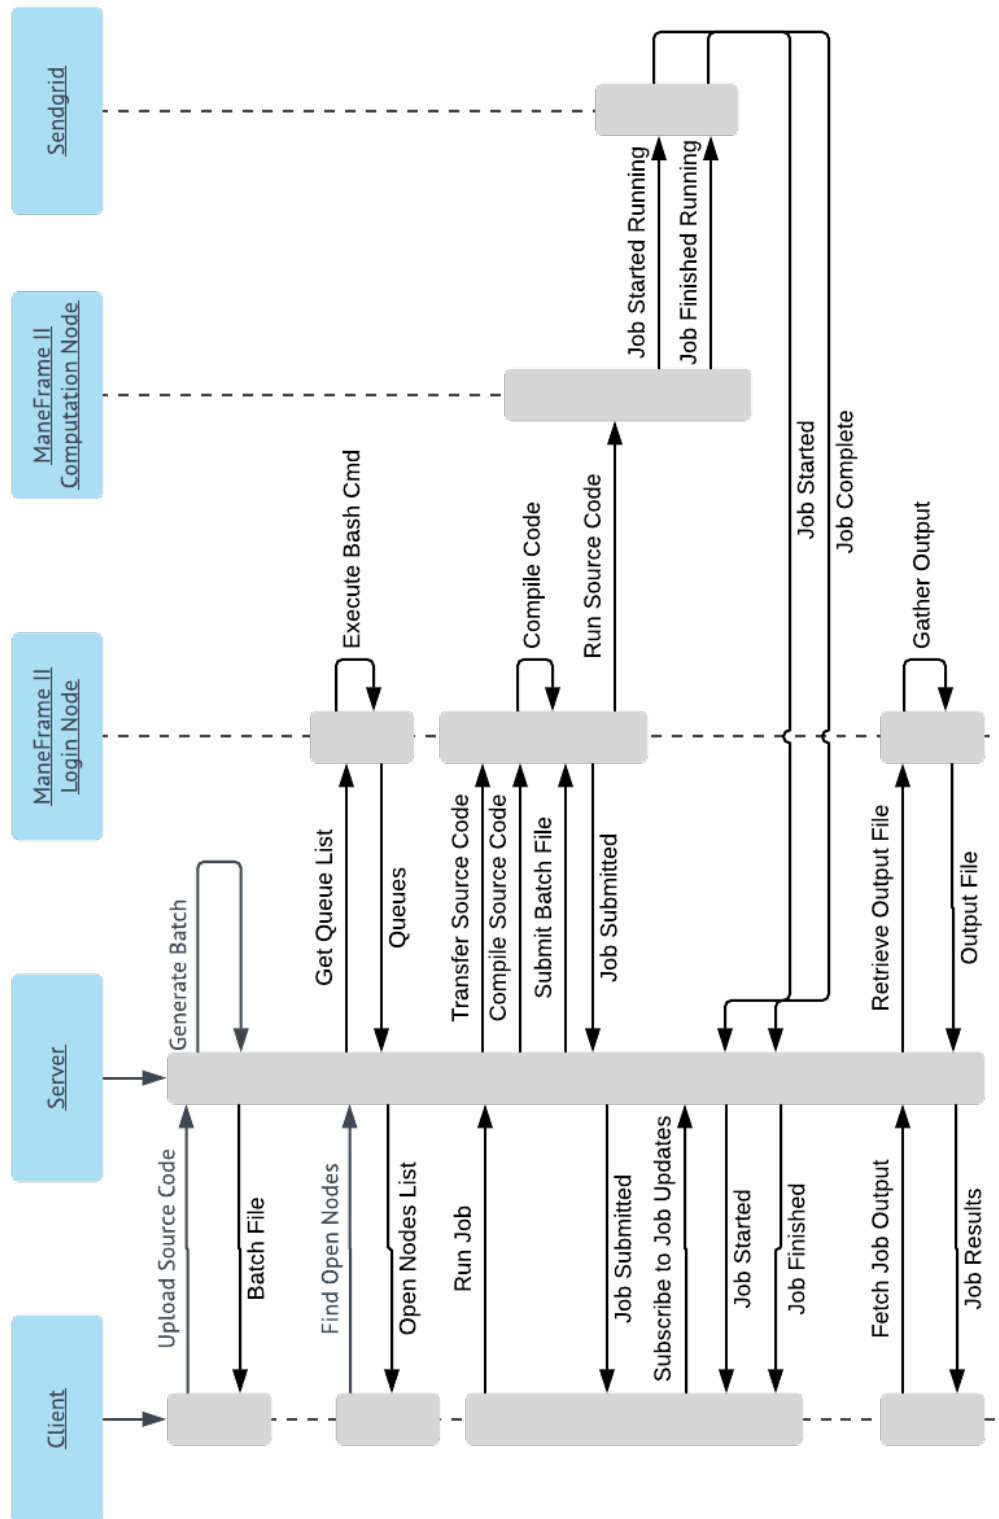 Client
Server
ManeFrame II
Login Node
ManeFrame II
Computation Node
Sendgrid
Upload Source Code
Generate Batch
Batch File
Find Open Nodes
Get Queue List
Execute Bash Cmd
Queues
Open Nodes List
Run Job
Transfer Source Code
Compile Source Code
Compile Code
Submit Batch File
Run Source Code
Job Submitted
Job Submitted
Job Started Running
Subscribe to Job Updates
Job Finished Running
Job Started
Job Started
Job Finished
Job Complete
Fetch Job Output
Retrieve Output File
Gather Output
Output File
Job Results